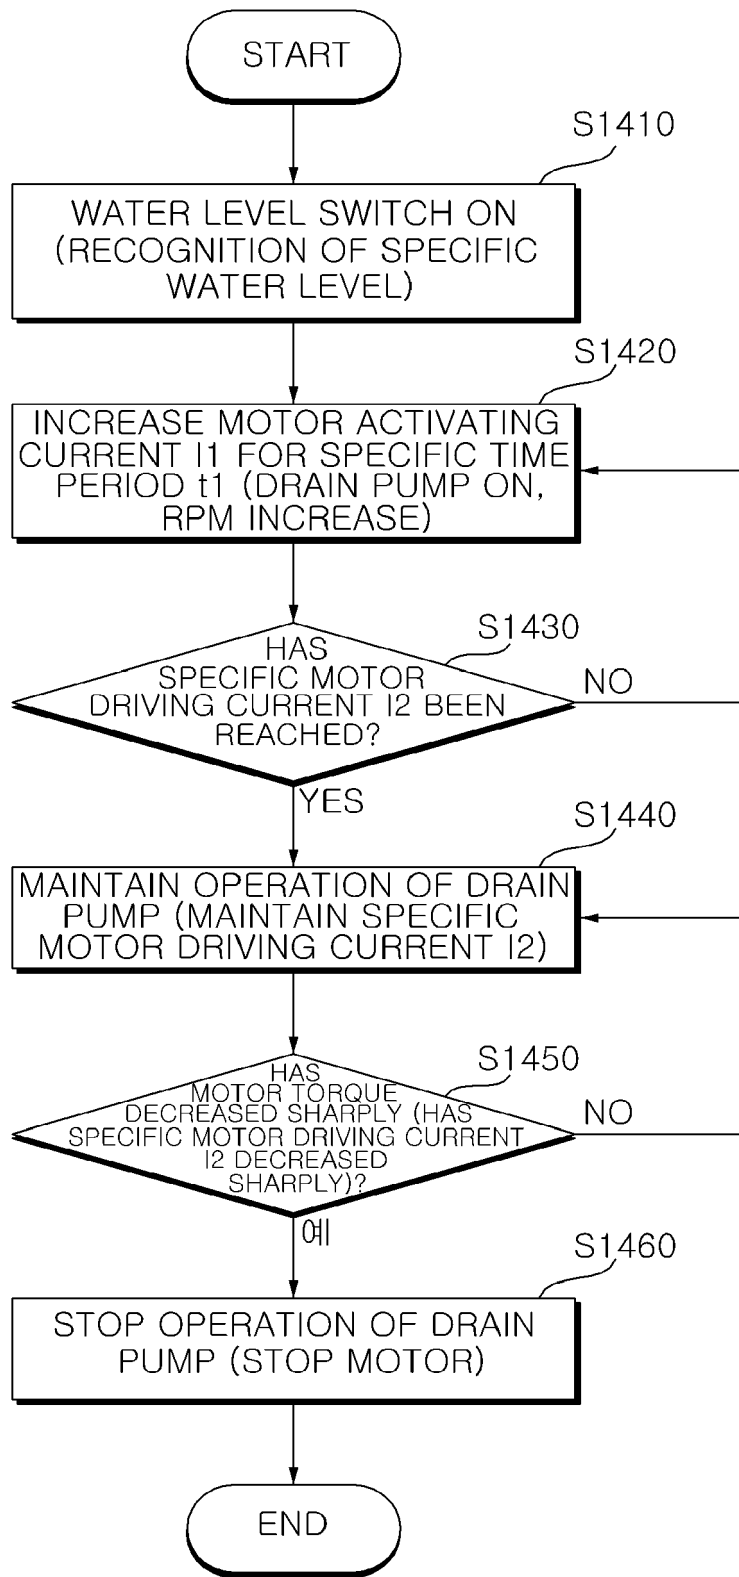 START
S1410
WATER LEVEL SWITCH ON
(RECOGNITION OF SPECIFIC
WATER LEVEL)
S1420
INCREASE MOTOR ACTIVATING
CURRENT I1 FOR SPECIFIC TIME
PERIOD t1 (DRAIN PUMP ON,
RPM INCREASE)
S1430
HAS
SPECIFIC MOTOR
DRIVING CURRENT I2 BEEN
REACHED?
NO
YES
S1440
MAINTAIN OPERATION OF DRAIN
PUMP (MAINTAIN SPECIFIC
MOTOR DRIVING CURRENT I2)
S1450
HAS
MOTOR TORQUE
DECREASED SHARPLY (HAS
SPECIFIC MOTOR DRIVING CURRENT
I2 DECREASED
SHARPLY)?
NO
예
S1460
STOP OPERATION OF DRAIN
PUMP (STOP MOTOR)
END